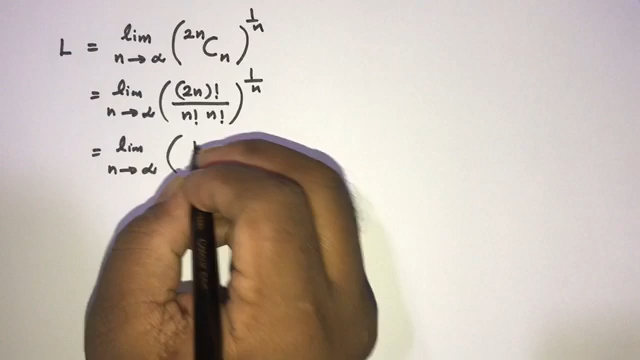 L = lim n→∝ (²ⁿCₙ)^(1/n)
= lim n→∝ ((2n)! / n! n!)^(1/n)
= lim n→∝ (